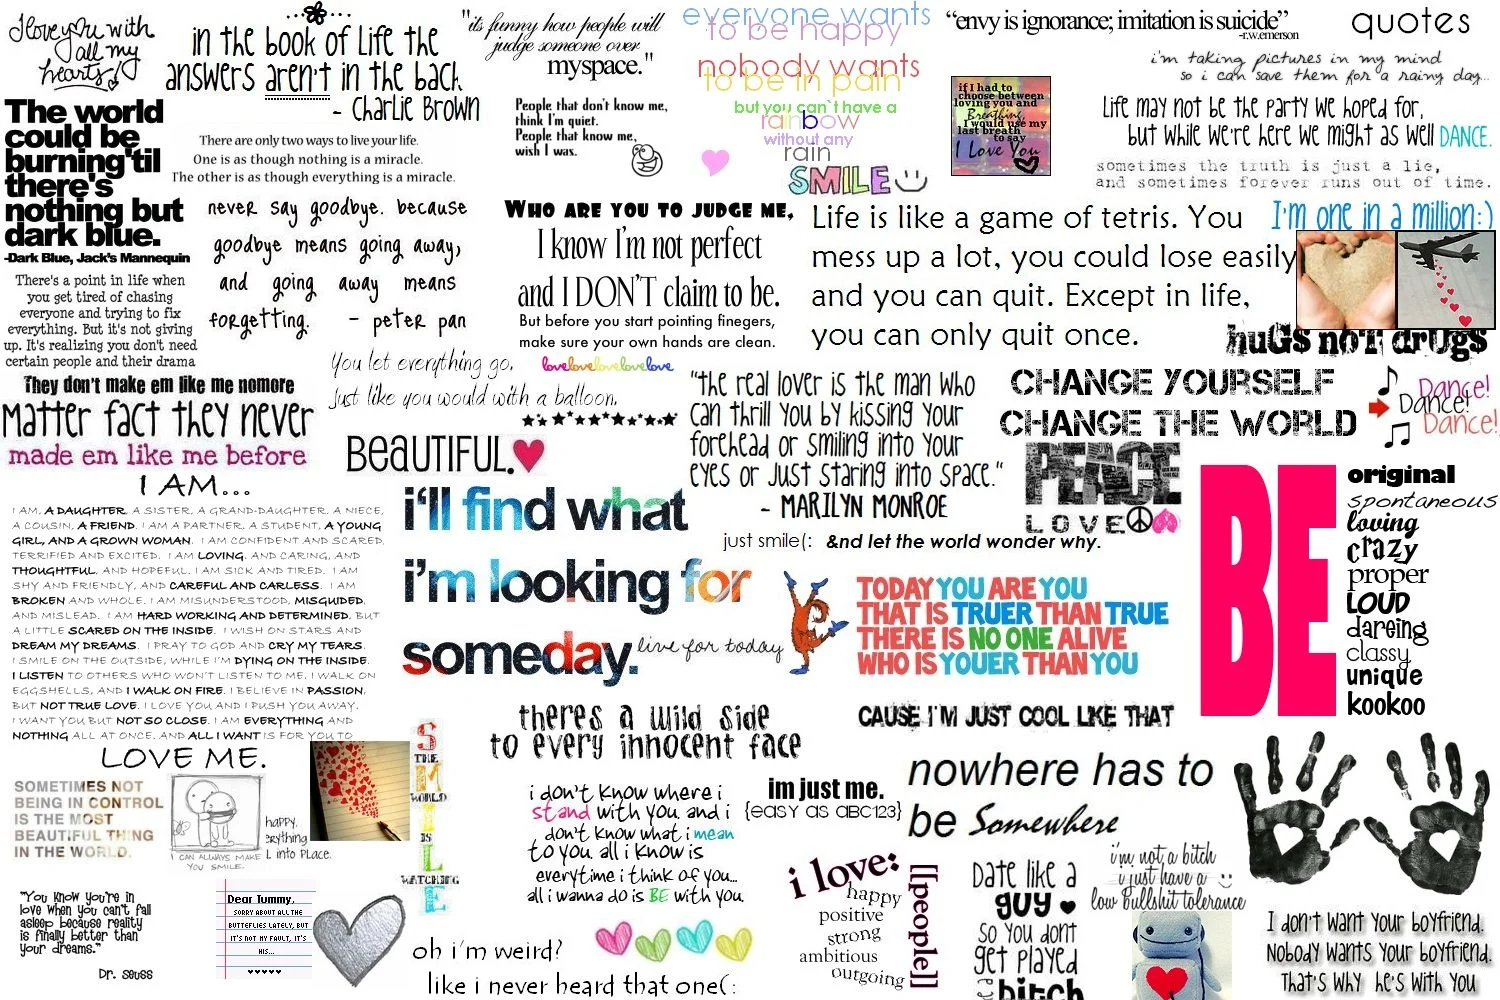 I love you with
all my
hearts!
in the book of life the
answers aren't in the back
- Charlie Brown
"its funny how people will
judge someone over
myspace."
everyone wants
to be happy
nobody wants
to be in pain
but you can`t have a
rainbow
without any
rain
SMILE
"envy is ignorance; imitation is suicide"
-r.w.emerson
quotes
i'm taking pictures in my mind
so i can save them for a rainy day...
The world
could be
burning'til
there's
nothing but
dark blue.
-Dark Blue, Jack's Mannequin
There are only two ways to live your life.
One is as though nothing is a miracle.
The other is as though everything is a miracle.
People that don't know me,
think I'm quiet.
People that know me,
wish I was.
if I had to
choose between
loving you and
Breathing,
I would use my
last breath
to say
I Love You
Life may not be the party we hoped for,
but while we're here we might as well DANCE.
sometimes the truth is just a lie,
and sometimes forever runs out of time.
never say goodbye. because
goodbye means going away,
and going away means
forgetting. - peter pan
Who are you to judge me,
I know I'm not perfect
and I DON'T claim to be.
But before you start pointing finegers,
make sure your own hands are clean.
lovelovelovelovelove
Life is like a game of tetris. You
mess up a lot, you could lose easily
and you can quit. Except in life,
you can only quit once.
I'm one in a million:)
hugs not drugs
There's a point in life when
you get tired of chasing
everyone and trying to fix
everything. But it's not giving
up. It's realizing you don't need
certain people and their drama
You let everything go,
Just like you would with a balloon.
They don't make em like me nomore
Matter fact they never
made em like me before
BEAUTIFUL.
"the real lover is the man who
can thrill you by kissing your
forehead or smiling into your
eyes or just staring into space."
- MARILYN MONROE
CHANGE YOURSELF
CHANGE THE WORLD
Dance!
Dance!
Dance!
PEACE
LOVE
just smile(: &and let the world wonder why.
I AM...
I AM, A DAUGHTER, A SISTER, A GRAND-DAUGHTER, A NIECE,
A COUSIN, A FRIEND. I AM A PARTNER, A STUDENT, A YOUNG
GIRL, AND A GROWN WOMAN. I AM CONFIDENT AND SCARED,
TERRIFIED AND EXCITED. I AM LOVING, AND CARING, AND
THOUGHTFUL, AND HOPEFUL. I AM SICK AND TIRED. I AM
SHY AND FRIENDLY, AND CAREFUL AND CARLESS. I AM
BROKEN AND WHOLE. I AM MISUNDERSTOOD, MISGUIDED,
AND MISLEAD. I AM HARD WORKING AND DETERMINED, BUT
A LITTLE SCARED ON THE INSIDE. I WISH ON STARS AND
DREAM MY DREAMS. I PRAY TO GOD AND CRY MY TEARS.
I SMILE ON THE OUTSIDE, WHILE I'M DYING ON THE INSIDE.
I LISTEN TO OTHERS WHO WON'T LISTEN TO ME. I WALK ON
EGGSHELLS, AND I WALK ON FIRE. I BELIEVE IN PASSION,
BUT NOT TRUE LOVE. I LOVE YOU AND I PUSH YOU AWAY.
I WANT YOU BUT NOT SO CLOSE. I AM EVERYTHING AND
NOTHING ALL AT ONCE. AND ALL I WANT IS FOR YOU TO
LOVE ME.
i'll find what
i'm looking for
someday.
live for today
TODAY YOU ARE YOU
THAT IS TRUER THAN TRUE
THERE IS NO ONE ALIVE
WHO IS YOUER THAN YOU
BE
original
spontaneous
loving
crazy
proper
LOUD
dareing
classy
unique
kookoo
theres a wild side
to every innocent face
CAUSE I'M JUST COOL LIKE THAT
SOMETIMES NOT
BEING IN CONTROL
IS THE MOST
BEAUTIFUL THING
IN THE WORLD.
I CAN ALWAYS MAKE
YOU SMILE.
happy.
erything
l into place.
SMILE
THE
WORLD
IS
WATCHING
i don't know where i
stand with you. and i
don't know what i mean
to you. all i know is
everytime i think of you...
all i wanna do is BE with you.
im just me.
{easy as abc123}
nowhere has to
be Somewhere
i love:
happy
positive
strong
ambitious
outgoing
[[people]]
Date like a
guy
so you dont
get played
bitch
i'm not a bitch
i just have a
low bullshit tolerance
"You know you're in
love when you can't fall
asleep because reality
is finally better than
your dreams."
Dr. Seuss
Dear Tummy,
SORRY ABOUT ALL THE
BUTTEFLIES LATELY, BUT
IT'S NOT MY FAULT, IT'S
HIS...
oh i'm weird?
like i never heard that one(:
I don't want your boyfriend.
Nobody wants your boyfriend.
That's why he's with you